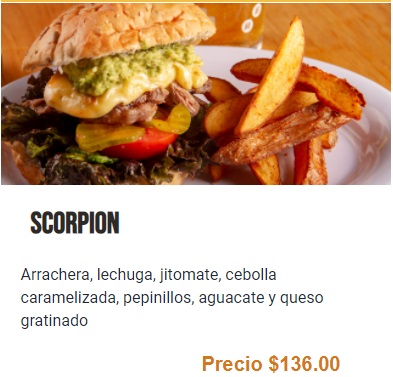 SCORPION
Arrachera, lechuga, jitomate, cebolla
caramelizada, pepinillos, aguacate y queso
gratinado
Precio $136.00